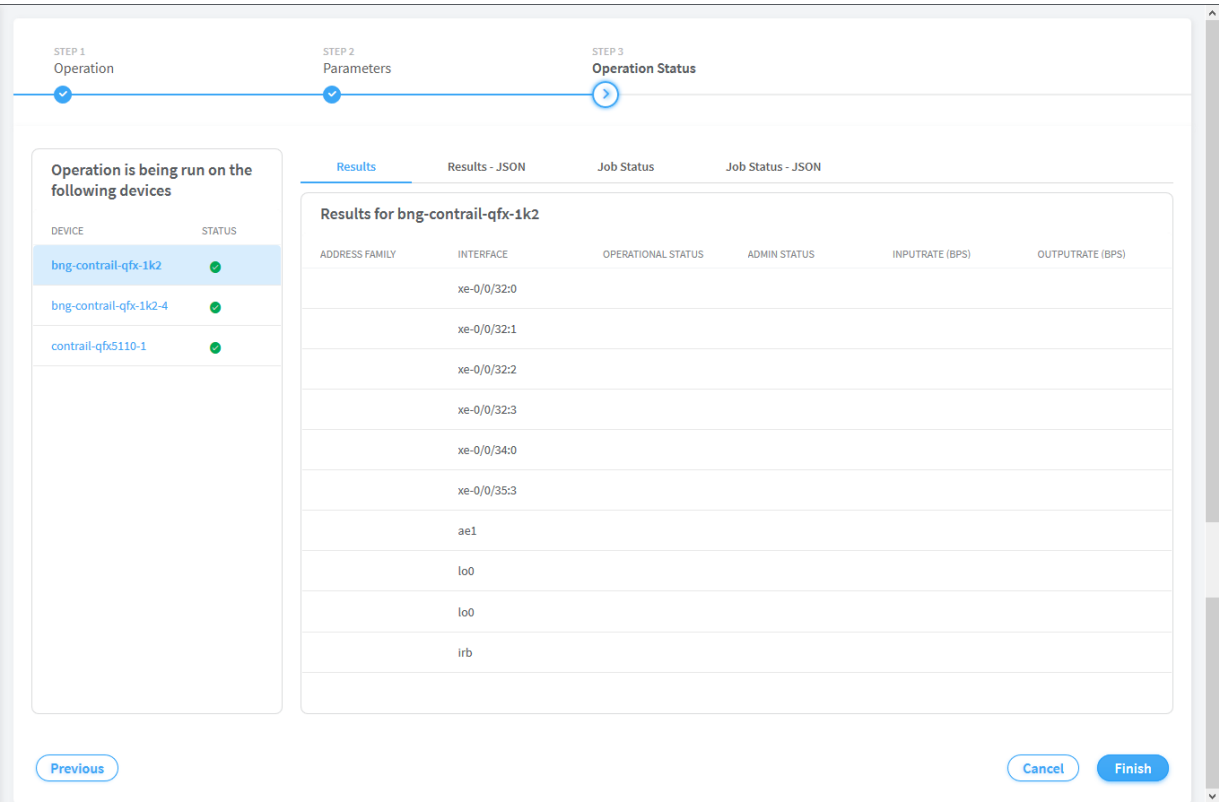 STEP 1
Operation
STEP 2
Parameters
STEP 3
Operation Status
Operation is being run on the
following devices
DEVICE STATUS
bng-contrail-qfx-1k2
bng-contrail-qfx-1k2-4
contrail-qfx5110-1
Results Results - JSON Job Status Job Status - JSON
Results for bng-contrail-qfx-1k2
ADDRESS FAMILY INTERFACE OPERATIONAL STATUS ADMIN STATUS INPUTRATE (BPS) OUTPUTRATE (BPS)
xe-0/0/32:0
xe-0/0/32:1
xe-0/0/32:2
xe-0/0/32:3
xe-0/0/34:0
xe-0/0/35:3
ae1
lo0
lo0
irb
Previous Cancel Finish